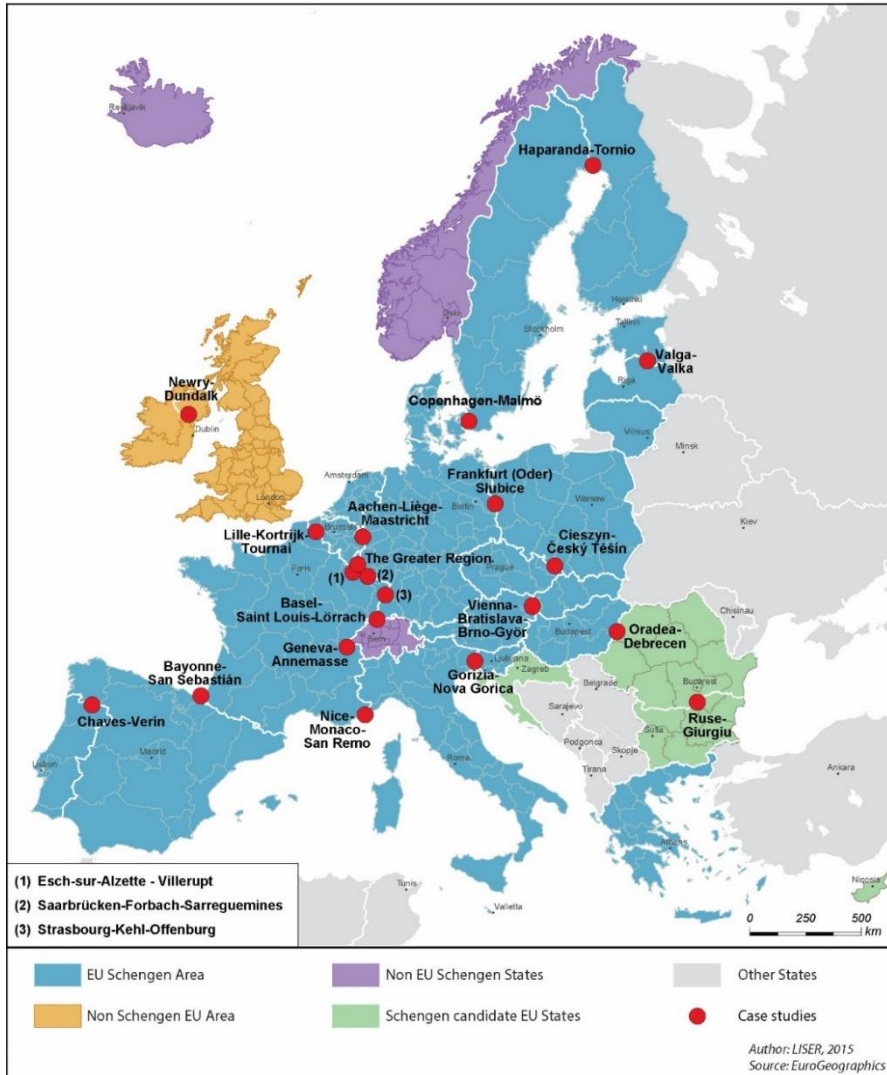 Reykjavik
Haparanda-Tornio
Helsinki
Oslo
Tallinn
Stockholm
Valga-
Valka
Riga
Newry-
Dundalk
Copenhagen-Malmö
Dublin
Vilnius
Minsk
Amsterdam
Frankfurt (Oder)
Słubice
Berlin
Warsaw
London
Aachen-Liège-
Maastricht
Lille-Kortrijk-
Tournai
Brussels
Cieszyn-
Český Těšín
Kiev
The Greater Region
Prague
Paris
(1)
(2)
(3)
Basel-
Saint Louis-Lörrach
Vienna-
Bratislava-
Brno-Györ
Chisinau
Bern
Budapest
Oradea-
Debrecen
Geneva-
Annemasse
Ljubljana
Zagreb
Gorizia-
Nova Gorica
Bayonne-
San Sebastián
Belgrade
Bucharest
Chaves-Verin
Nice-
Monaco-
San Remo
Sarajevo
Ruse-
Giurgiu
Sofia
Podgorica
Skopje
Madrid
Roma
Tirana
Lisbon
Ankara
Athens
Tunis
Nicosia
Valletta
(1) Esch-sur-Alzette - Villerupt
(2) Saarbrücken-Forbach-Sarreguemines
(3) Strasbourg-Kehl-Offenburg
0 250 500
km
EU Schengen Area
Non EU Schengen States
Other States
Non Schengen EU Area
Schengen candidate EU States
Case studies
Author: LISER, 2015
Source: EuroGeographics